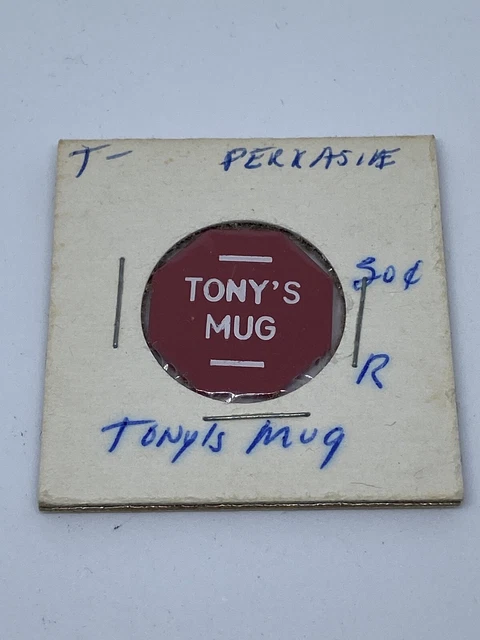 T- PERKASIE
TONY'S
MUG
50¢
R
Tony's Mug